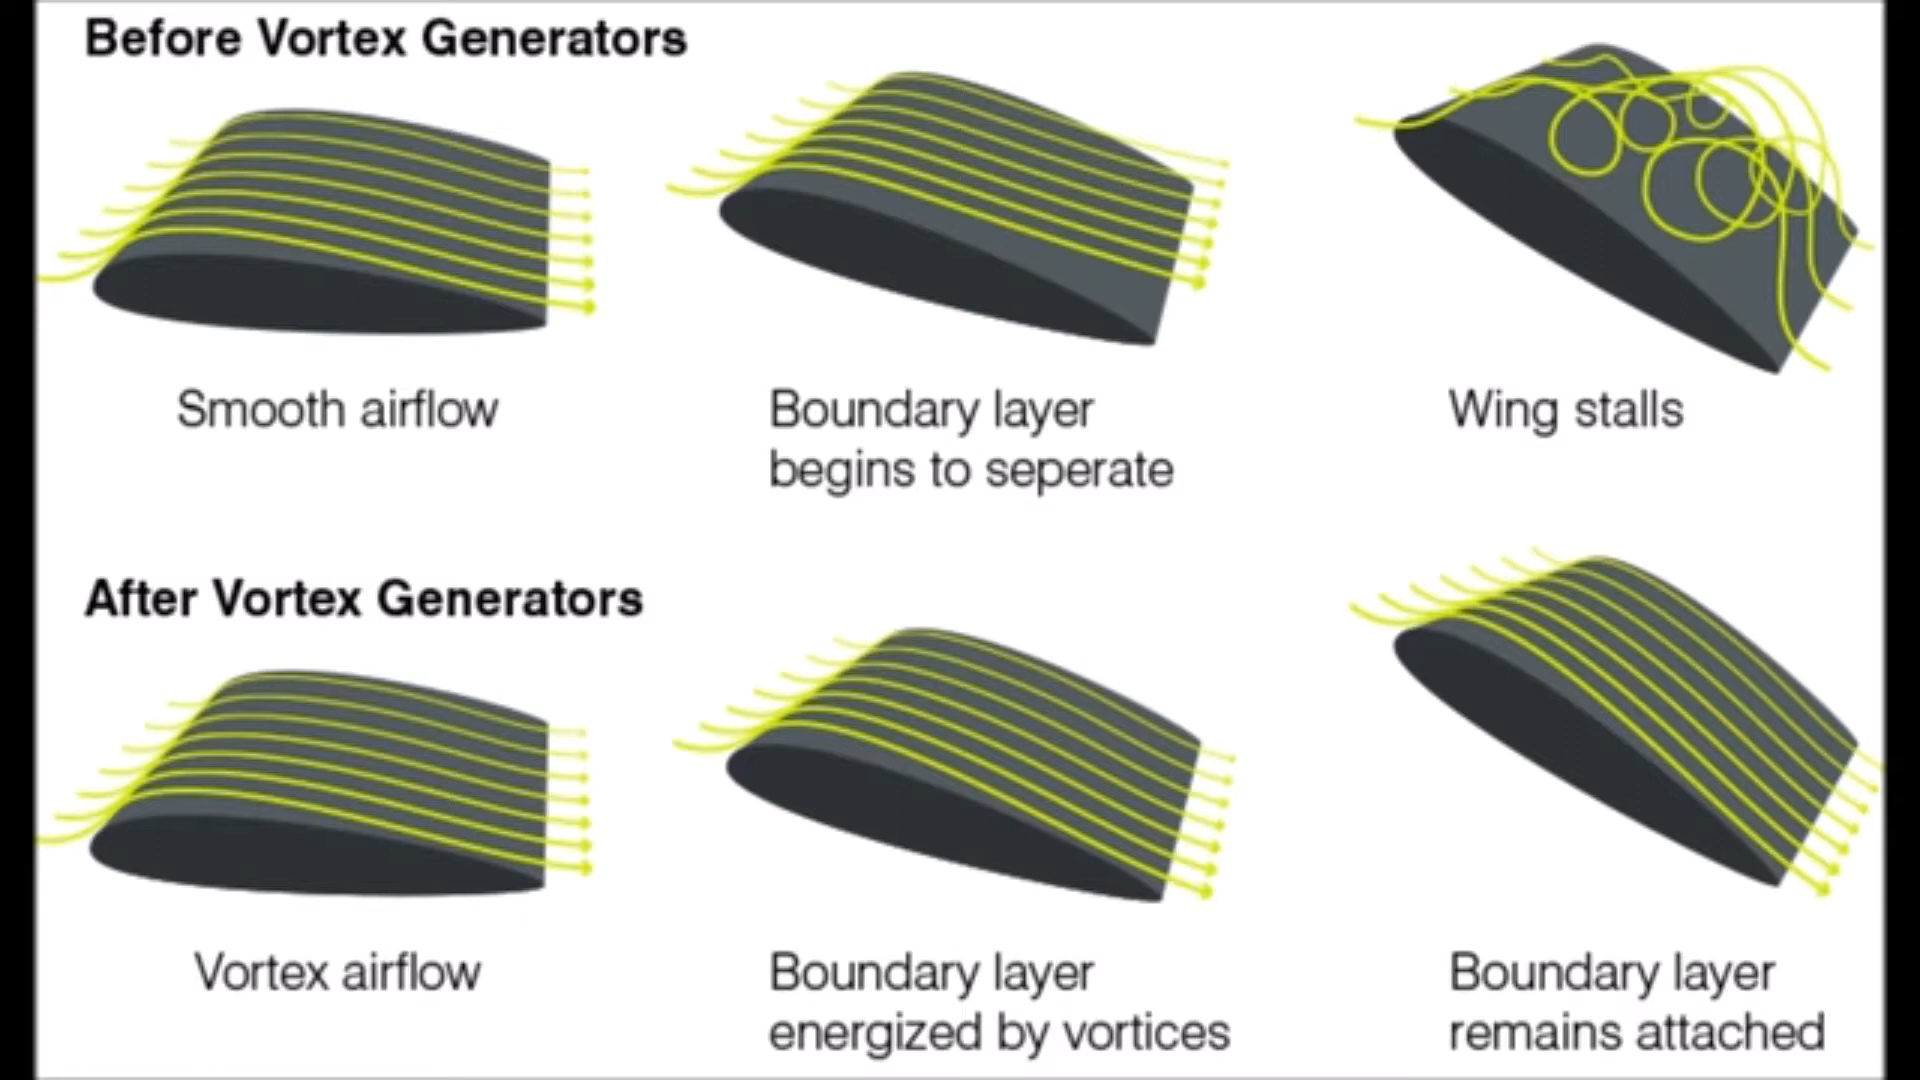 Before Vortex Generators
Smooth airflow
Boundary layer
begins to seperate
Wing stalls
After Vortex Generators
Vortex airflow
Boundary layer
energized by vortices
Boundary layer
remains attached